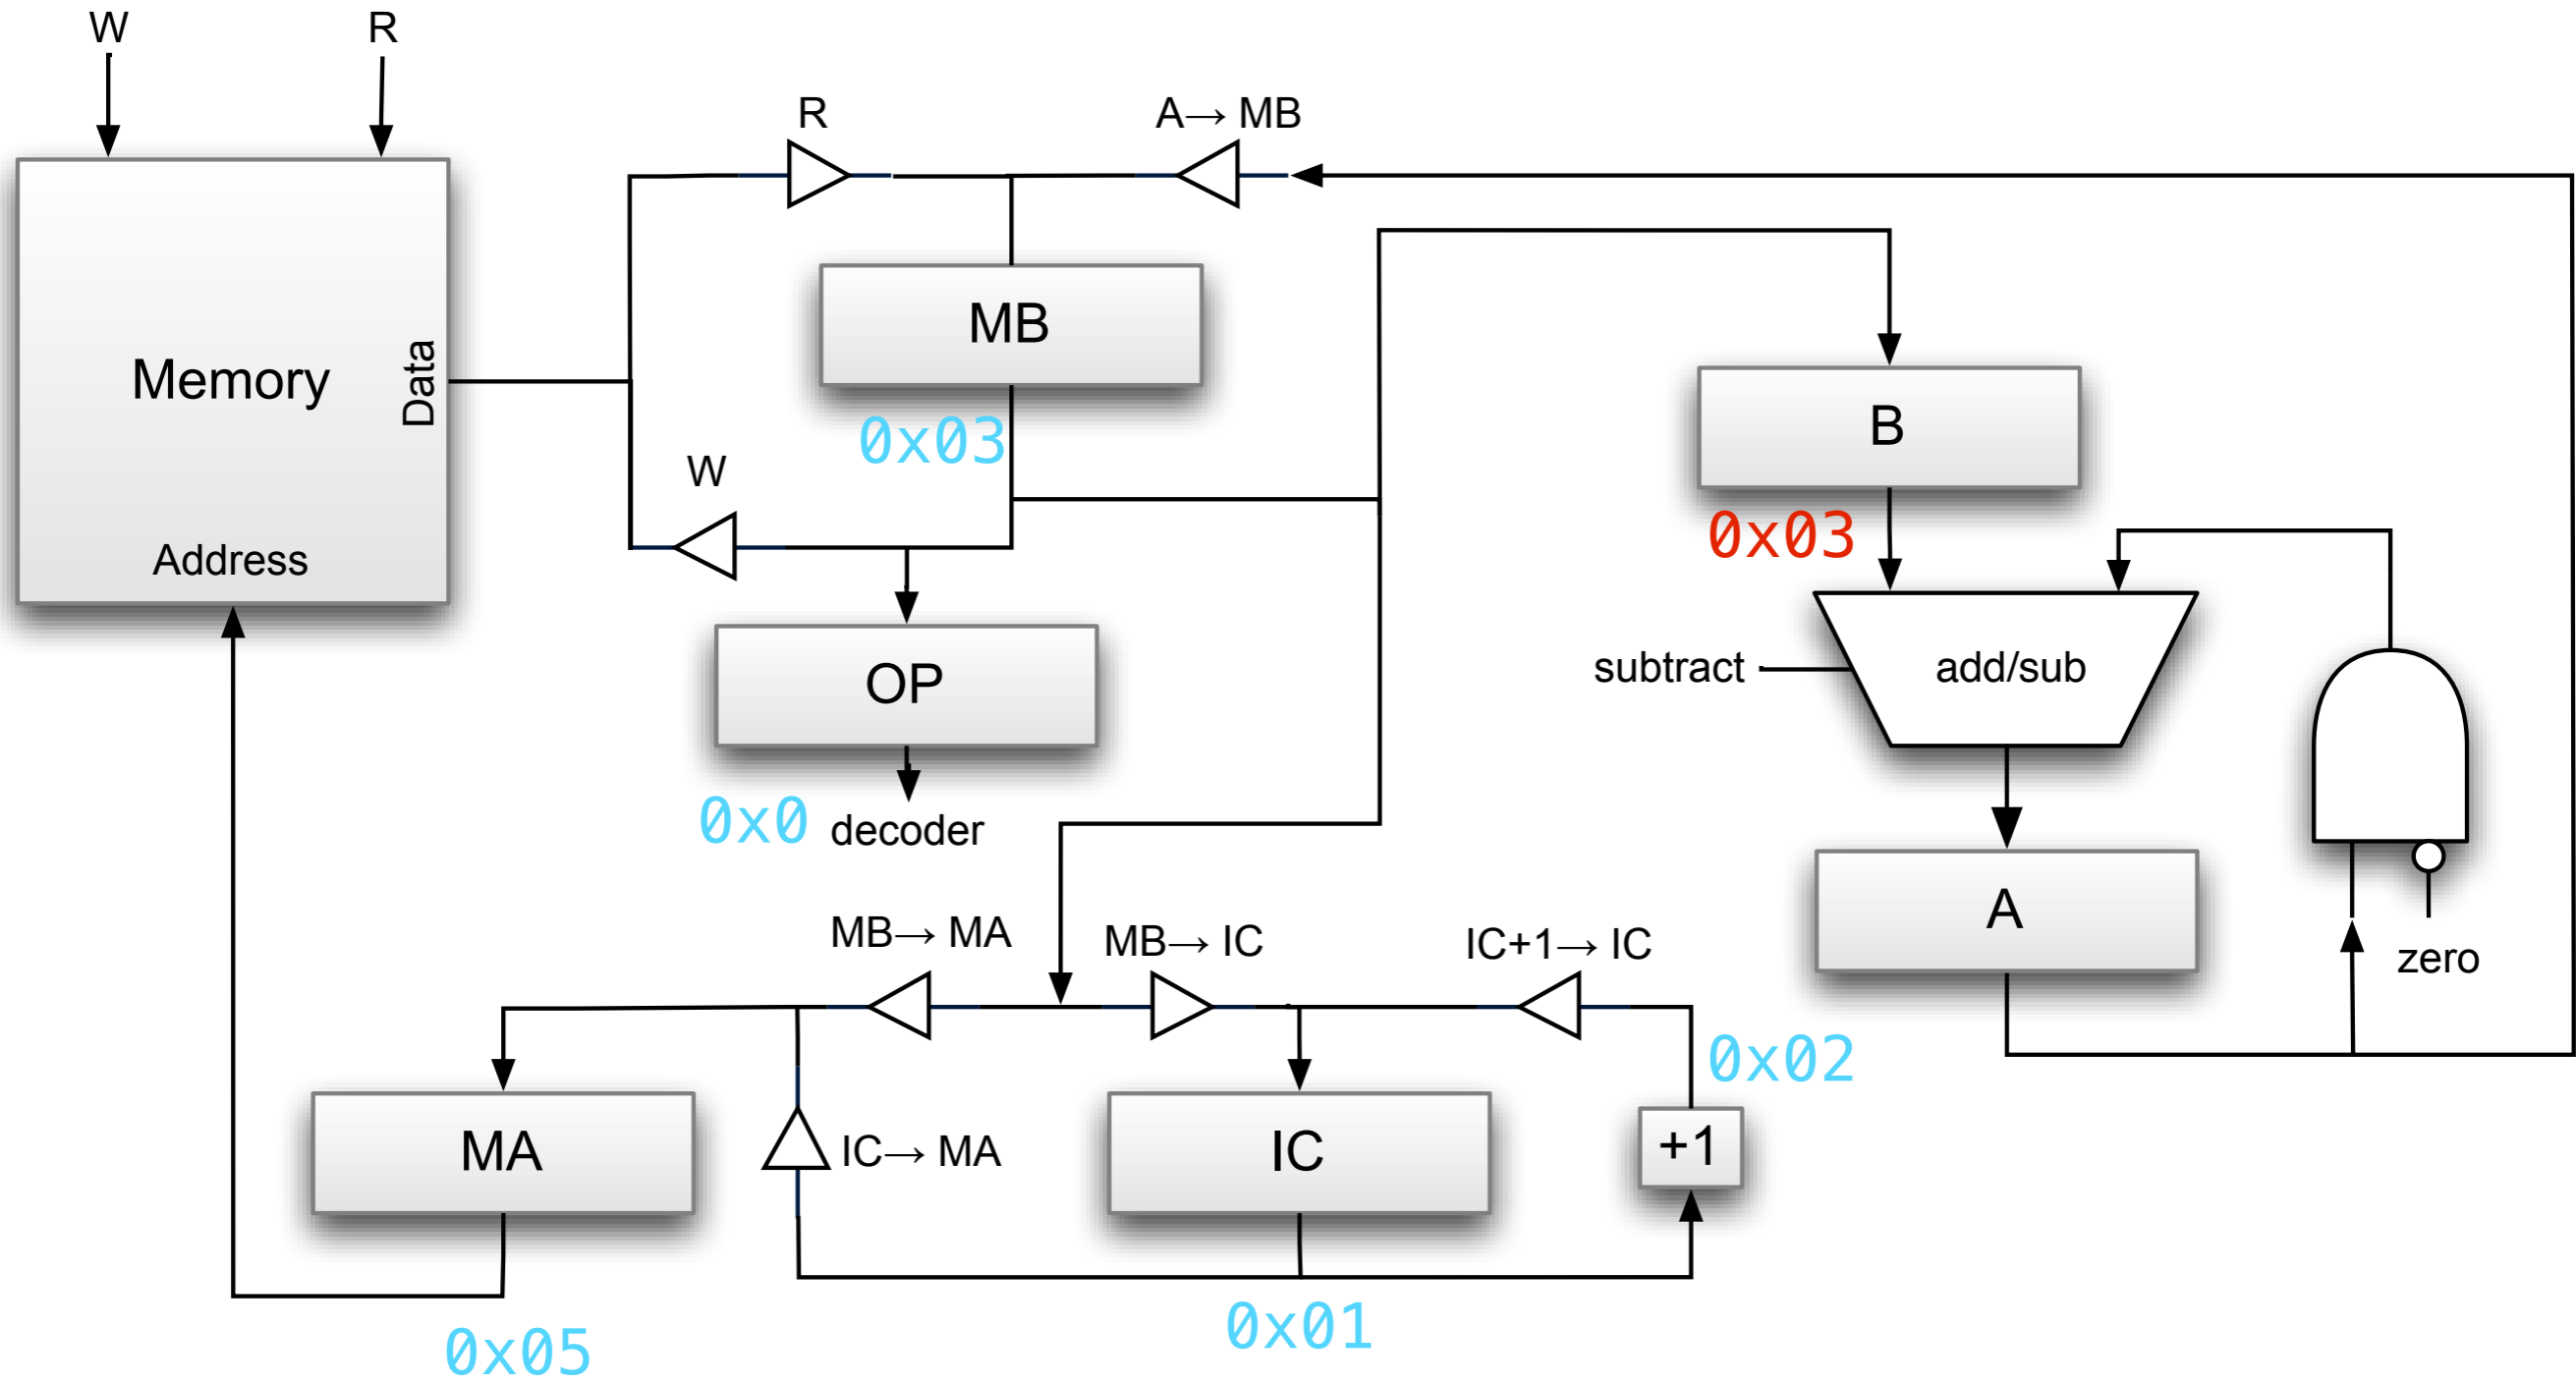 W
R
R
A→ MB
Memory
Data
Address
MB
0x03
W
B
0x03
OP
0x0
decoder
subtract
add/sub
A
zero
MB→ MA
MB→ IC
IC+1→ IC
0x02
MA
IC→ MA
IC
+1
0x05
0x01